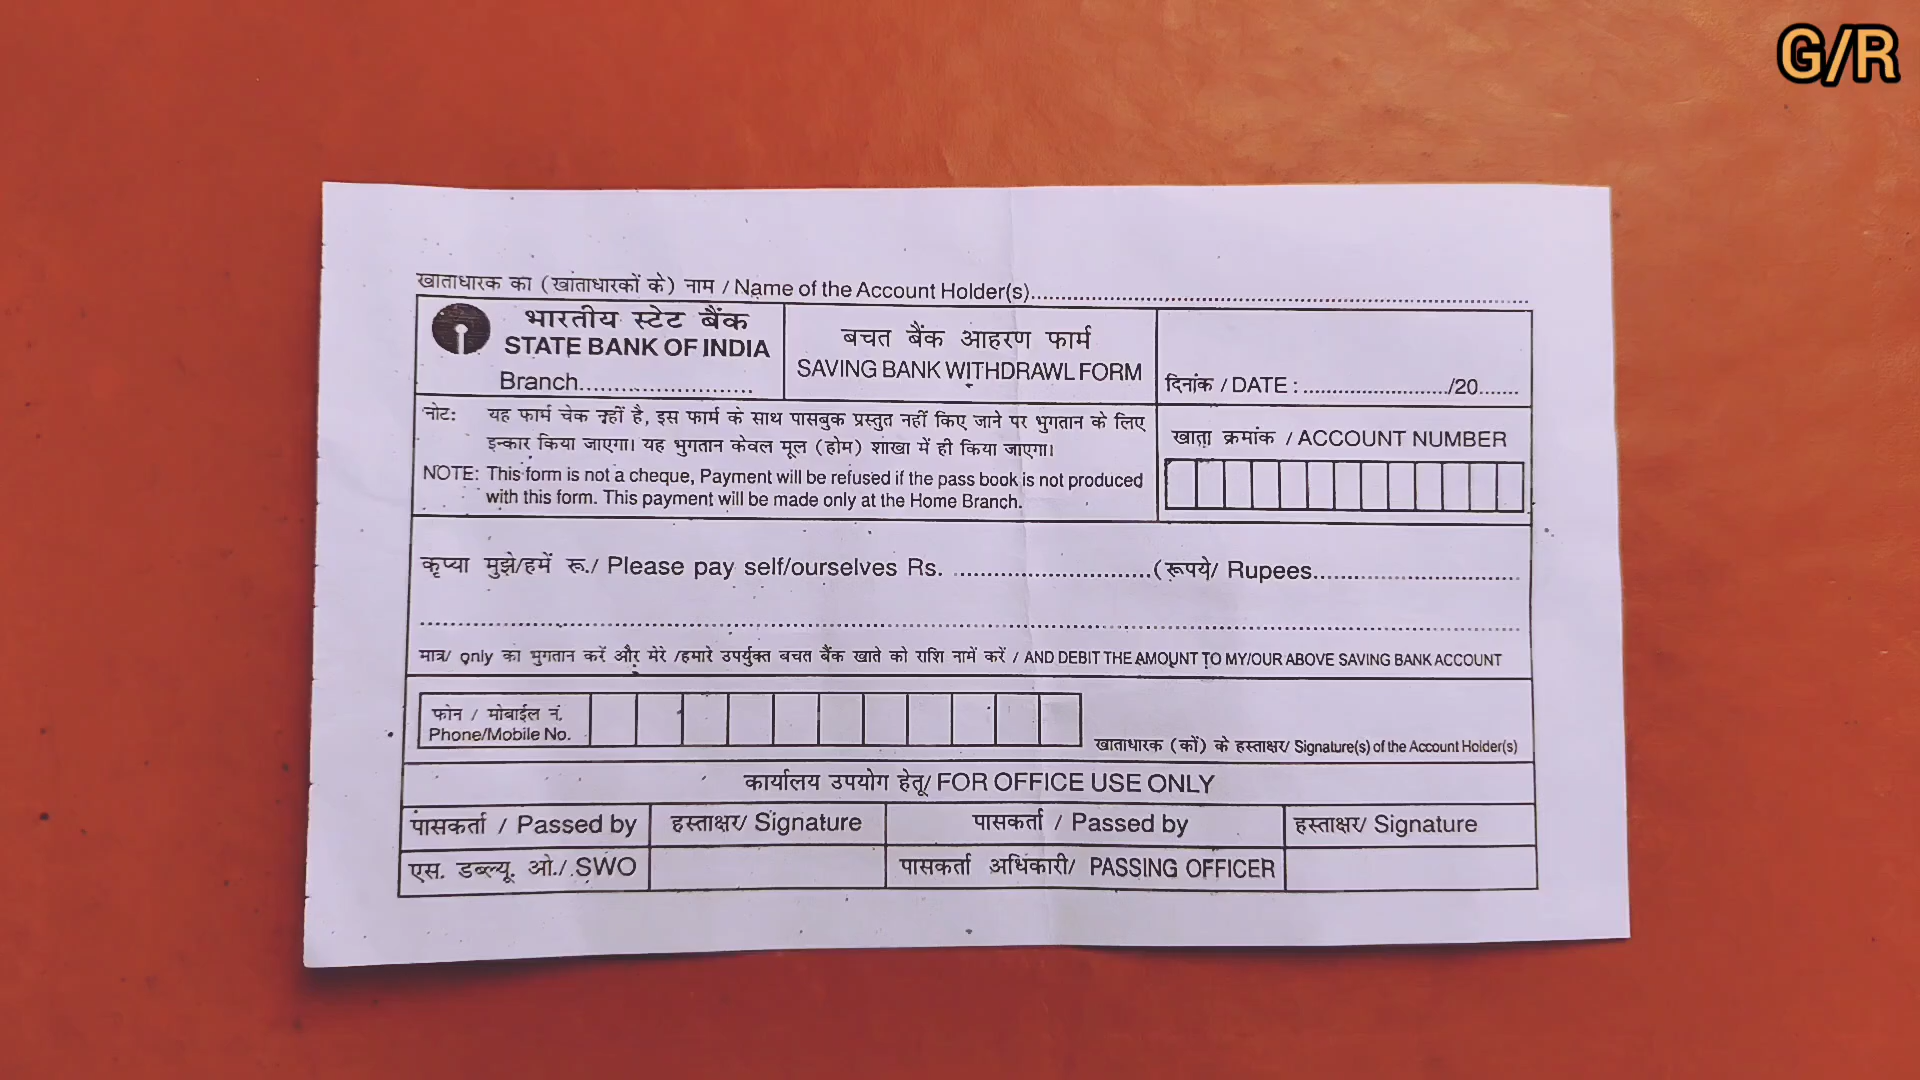 G/R
खाताधारक का (खाताधारकों के) नाम / Name of the Account Holder(s)
भारतीय स्टेट बैंक
STATE BANK OF INDIA
Branch
बचत बैंक आहरण फार्म
SAVING BANK WITHDRAWL FORM
दिनांक / DATE : /20
नोट: यह फार्म चेक नहीं है, इस फार्म के साथ पासबुक प्रस्तुत नहीं किए जाने पर भुगतान के लिए
इन्कार किया जाएगा। यह भुगतान केवल मूल (होम) शाखा में ही किया जाएगा।
NOTE: This form is not a cheque, Payment will be refused if the pass book is not produced
with this form. This payment will be made only at the Home Branch.
खाता क्रमांक / ACCOUNT NUMBER
कृप्या मुझे/हमें रू./ Please pay self/ourselves Rs. (रूपये/ Rupees
मात्र/ only का भुगतान करें और मेरे /हमारे उपर्युक्त बचत बैंक खाते को राशि नामें करें / AND DEBIT THE AMOUNT TO MY/OUR ABOVE SAVING BANK ACCOUNT
फोन / मोबाईल नं.
Phone/Mobile No.
खाताधारक (कों) के हस्ताक्षर/ Signature(s) of the Account Holder(s)
कार्यालय उपयोग हेतू/ FOR OFFICE USE ONLY
पासकर्ता / Passed by हस्ताक्षर/ Signature पासकर्ता / Passed by हस्ताक्षर/ Signature
एस. डब्ल्यू. ओ./ SWO पासकर्ता अधिकारी/ PASSING OFFICER